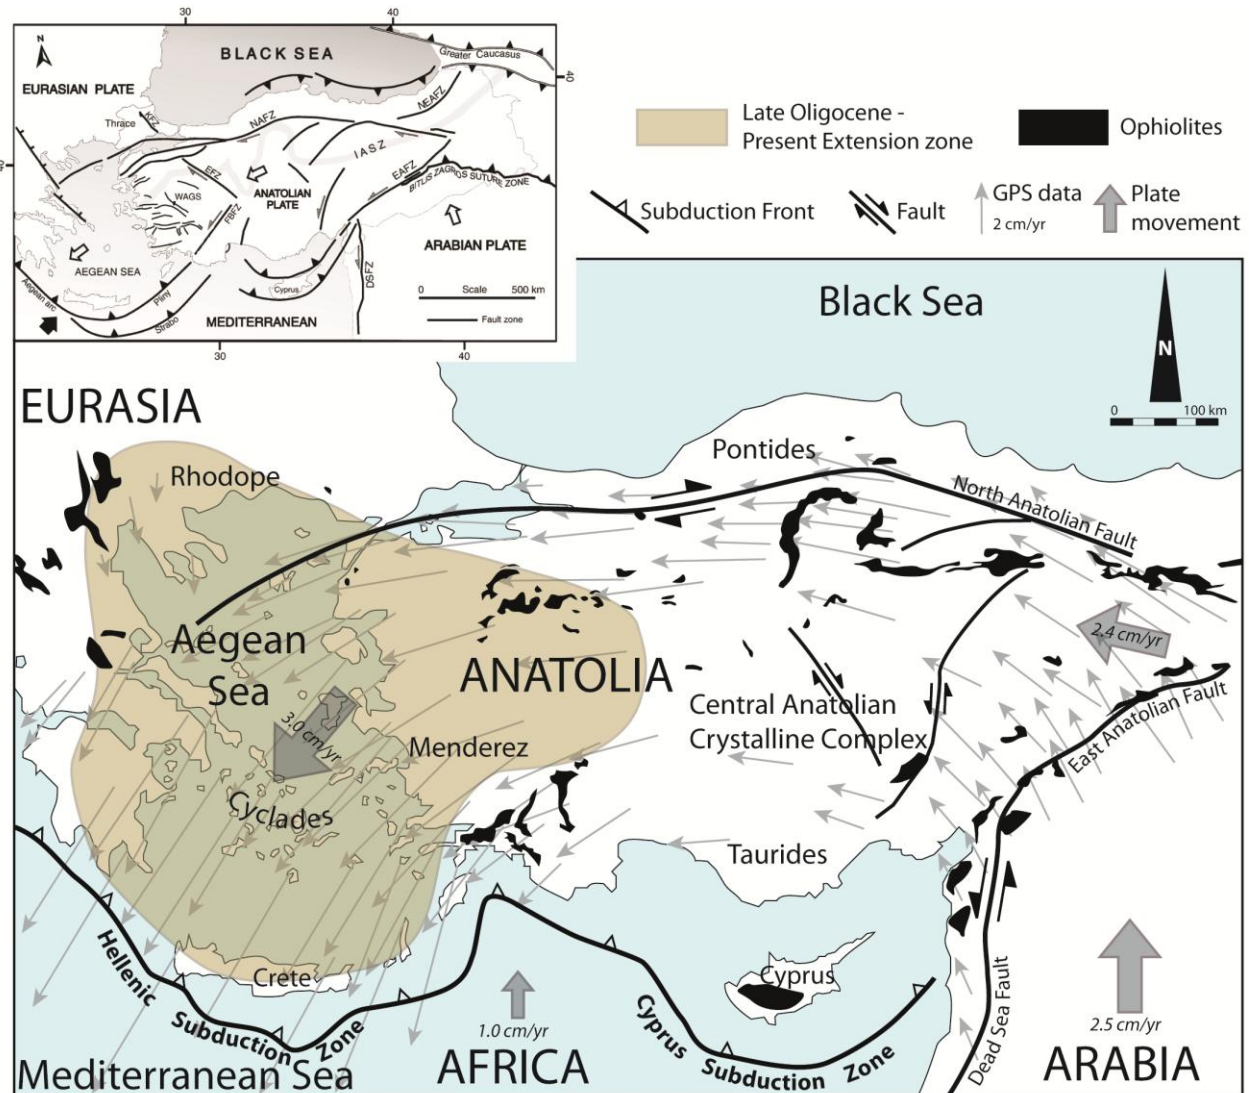 30
40
N
BLACK SEA
Greater Caucasus
40
EURASIAN PLATE
Thrace
KFZ
NAFZ
NEAFZ
40
IASZ
EFZ
EAFZ
BITLIS ZAGROS SUTURE ZONE
WAGS
ANATOLIAN
PLATE
FBFZ
ARABIAN PLATE
AEGEAN SEA
Aegean arc
Pliny
Strabo
Cyprus
DSFZ
MEDITERRANEAN
0 Scale 500 km
Fault zone
30
40
Late Oligocene -
Present Extension zone
Ophiolites
Subduction Front
Fault
GPS data
2 cm/yr
Plate
movement
Black Sea
N
0 100 km
EURASIA
Rhodope
Pontides
North Anatolian Fault
Aegean
Sea
ANATOLIA
2.4 cm/yr
Central Anatolian
Crystalline Complex
3.0 cm/yr
Menderez
East Anatolian Fault
Cyclades
Taurides
Hellenic
Subduction
Zone
Crete
1.0 cm/yr
AFRICA
Cyprus
Cyprus
Subduction
Zone
Dead Sea Fault
2.5 cm/yr
ARABIA
Mediterranean Sea